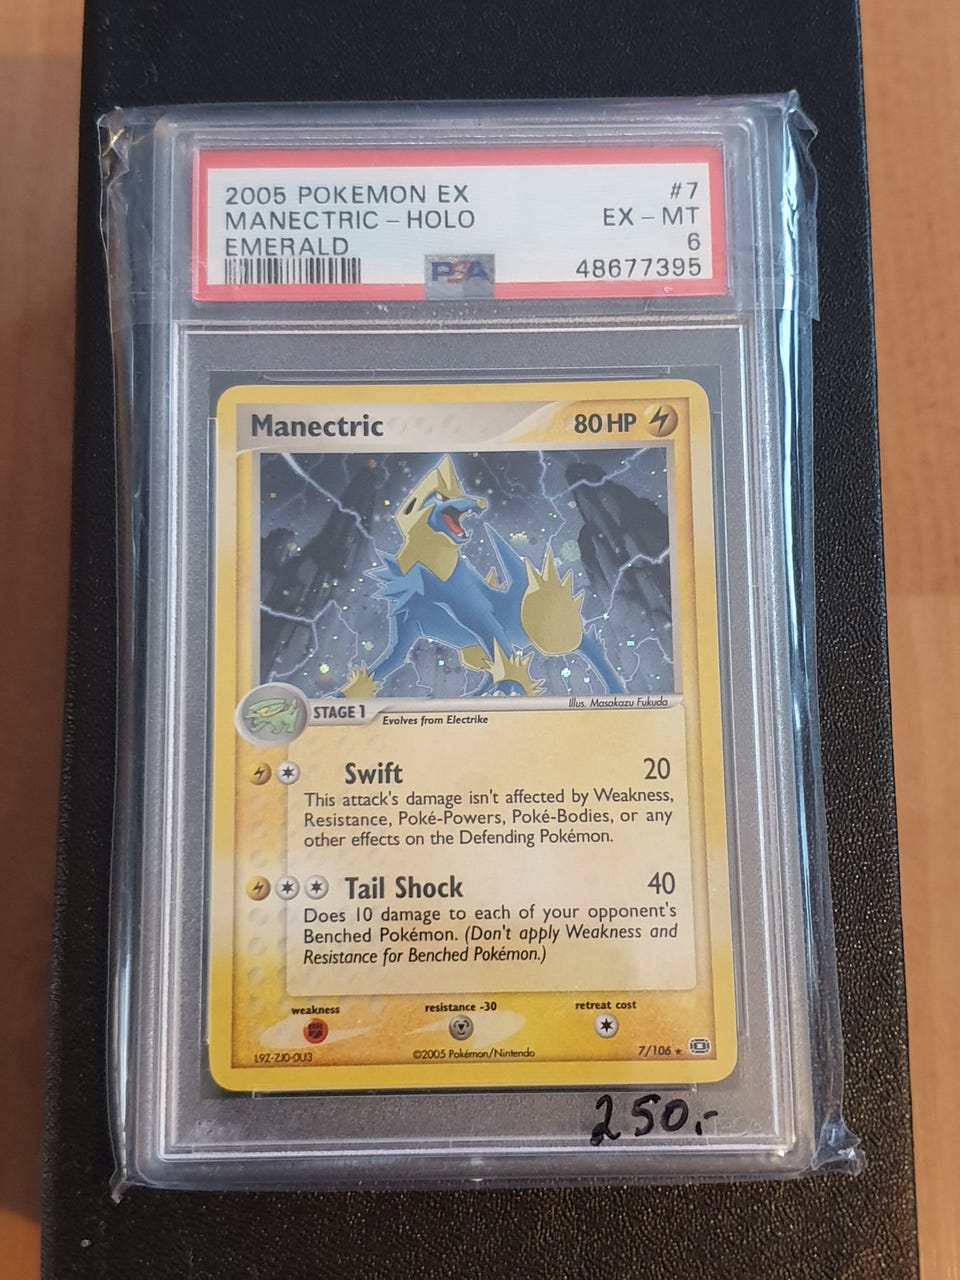 2005 POKEMON EX #7
MANECTRIC - HOLO EX - MT
EMERALD 6
PSA 48677395
Manectric 80 HP
Illus. Masakazu Fukuda
STAGE 1
Evolves from Electrike
Swift 20
This attack's damage isn't affected by Weakness,
Resistance, Poké-Powers, Poké-Bodies, or any
other effects on the Defending Pokémon.
Tail Shock 40
Does 10 damage to each of your opponent's
Benched Pokémon. (Don't apply Weakness and
Resistance for Benched Pokémon.)
weakness resistance -30 retreat cost
L9Z-ZJ0-0U3 ©2005 Pokémon/Nintendo 7/106 ★
250,-